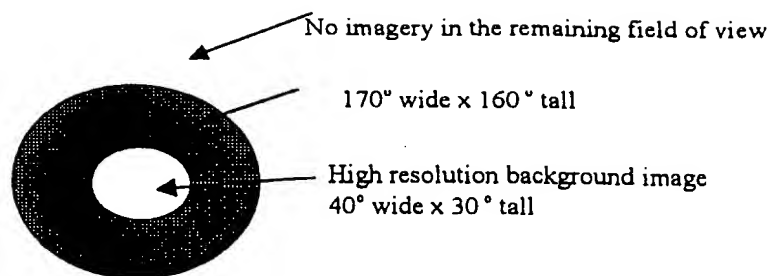 No imagery in the remaining field of view
170° wide x 160° tall
High resolution background image
40° wide x 30° tall